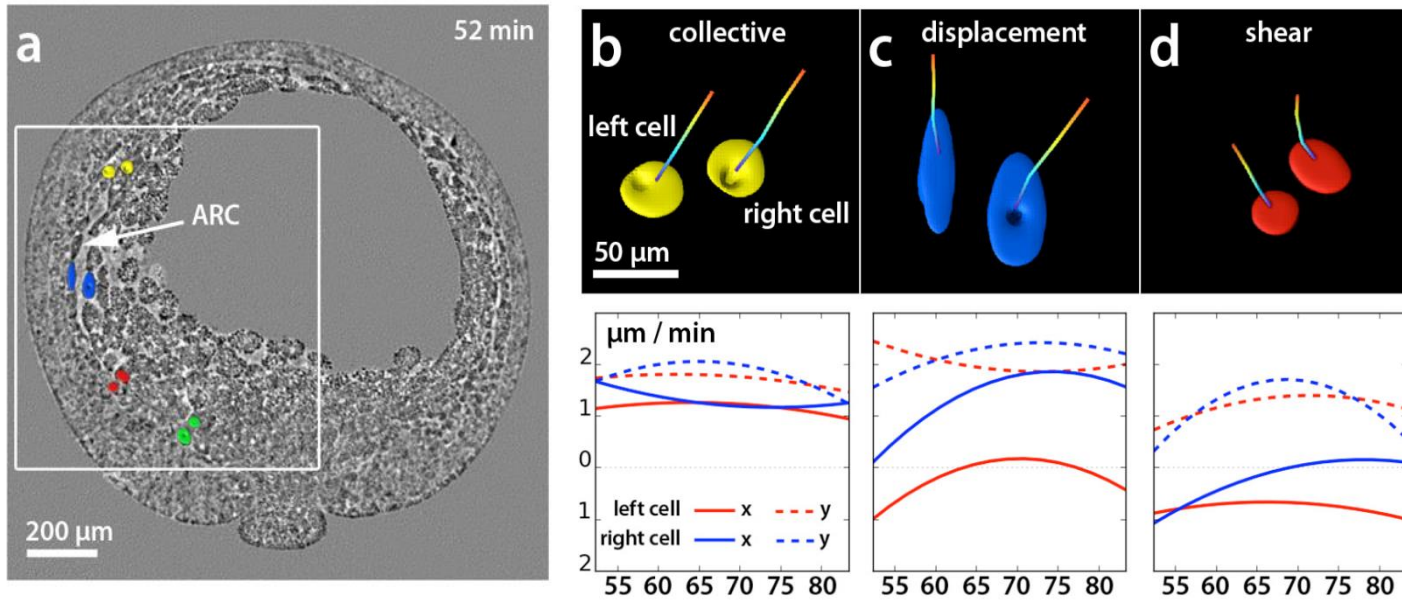 a
52 min
ARC
200 µm
b collective
left cell
right cell
50 µm
c displacement
d shear
µm / min
2
1
0
1
2
left cell x y
right cell x y
55 60 65 70 75 80
55 60 65 70 75 80
55 60 65 70 75 80